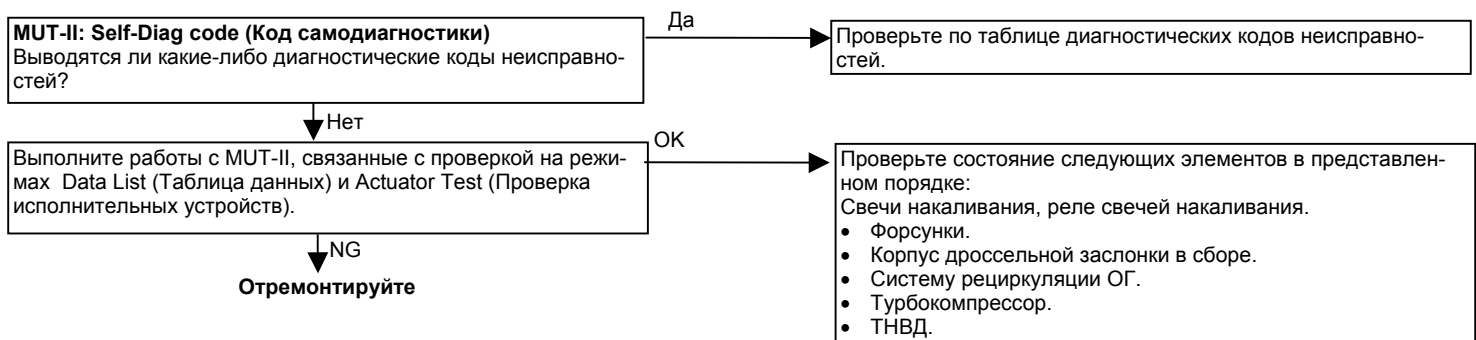 MUT-II: Self-Diag code (Код самодиагностики)
Выводятся ли какие-либо диагностические коды неисправно-
стей?
Да
Проверьте по таблице диагностических кодов неисправно-
стей.
Нет
Выполните работы с MUT-II, связанные с проверкой на режи-
мах Data List (Таблица данных) и Actuator Test (Проверка
исполнительных устройств).
OK
Проверьте состояние следующих элементов в представлен-
ном порядке:
Свечи накаливания, реле свечей накаливания.
• Форсунки.
• Корпус дроссельной заслонки в сборе.
• Систему рециркуляции ОГ.
• Турбокомпрессор.
• ТНВД.
NG
Отремонтируйте